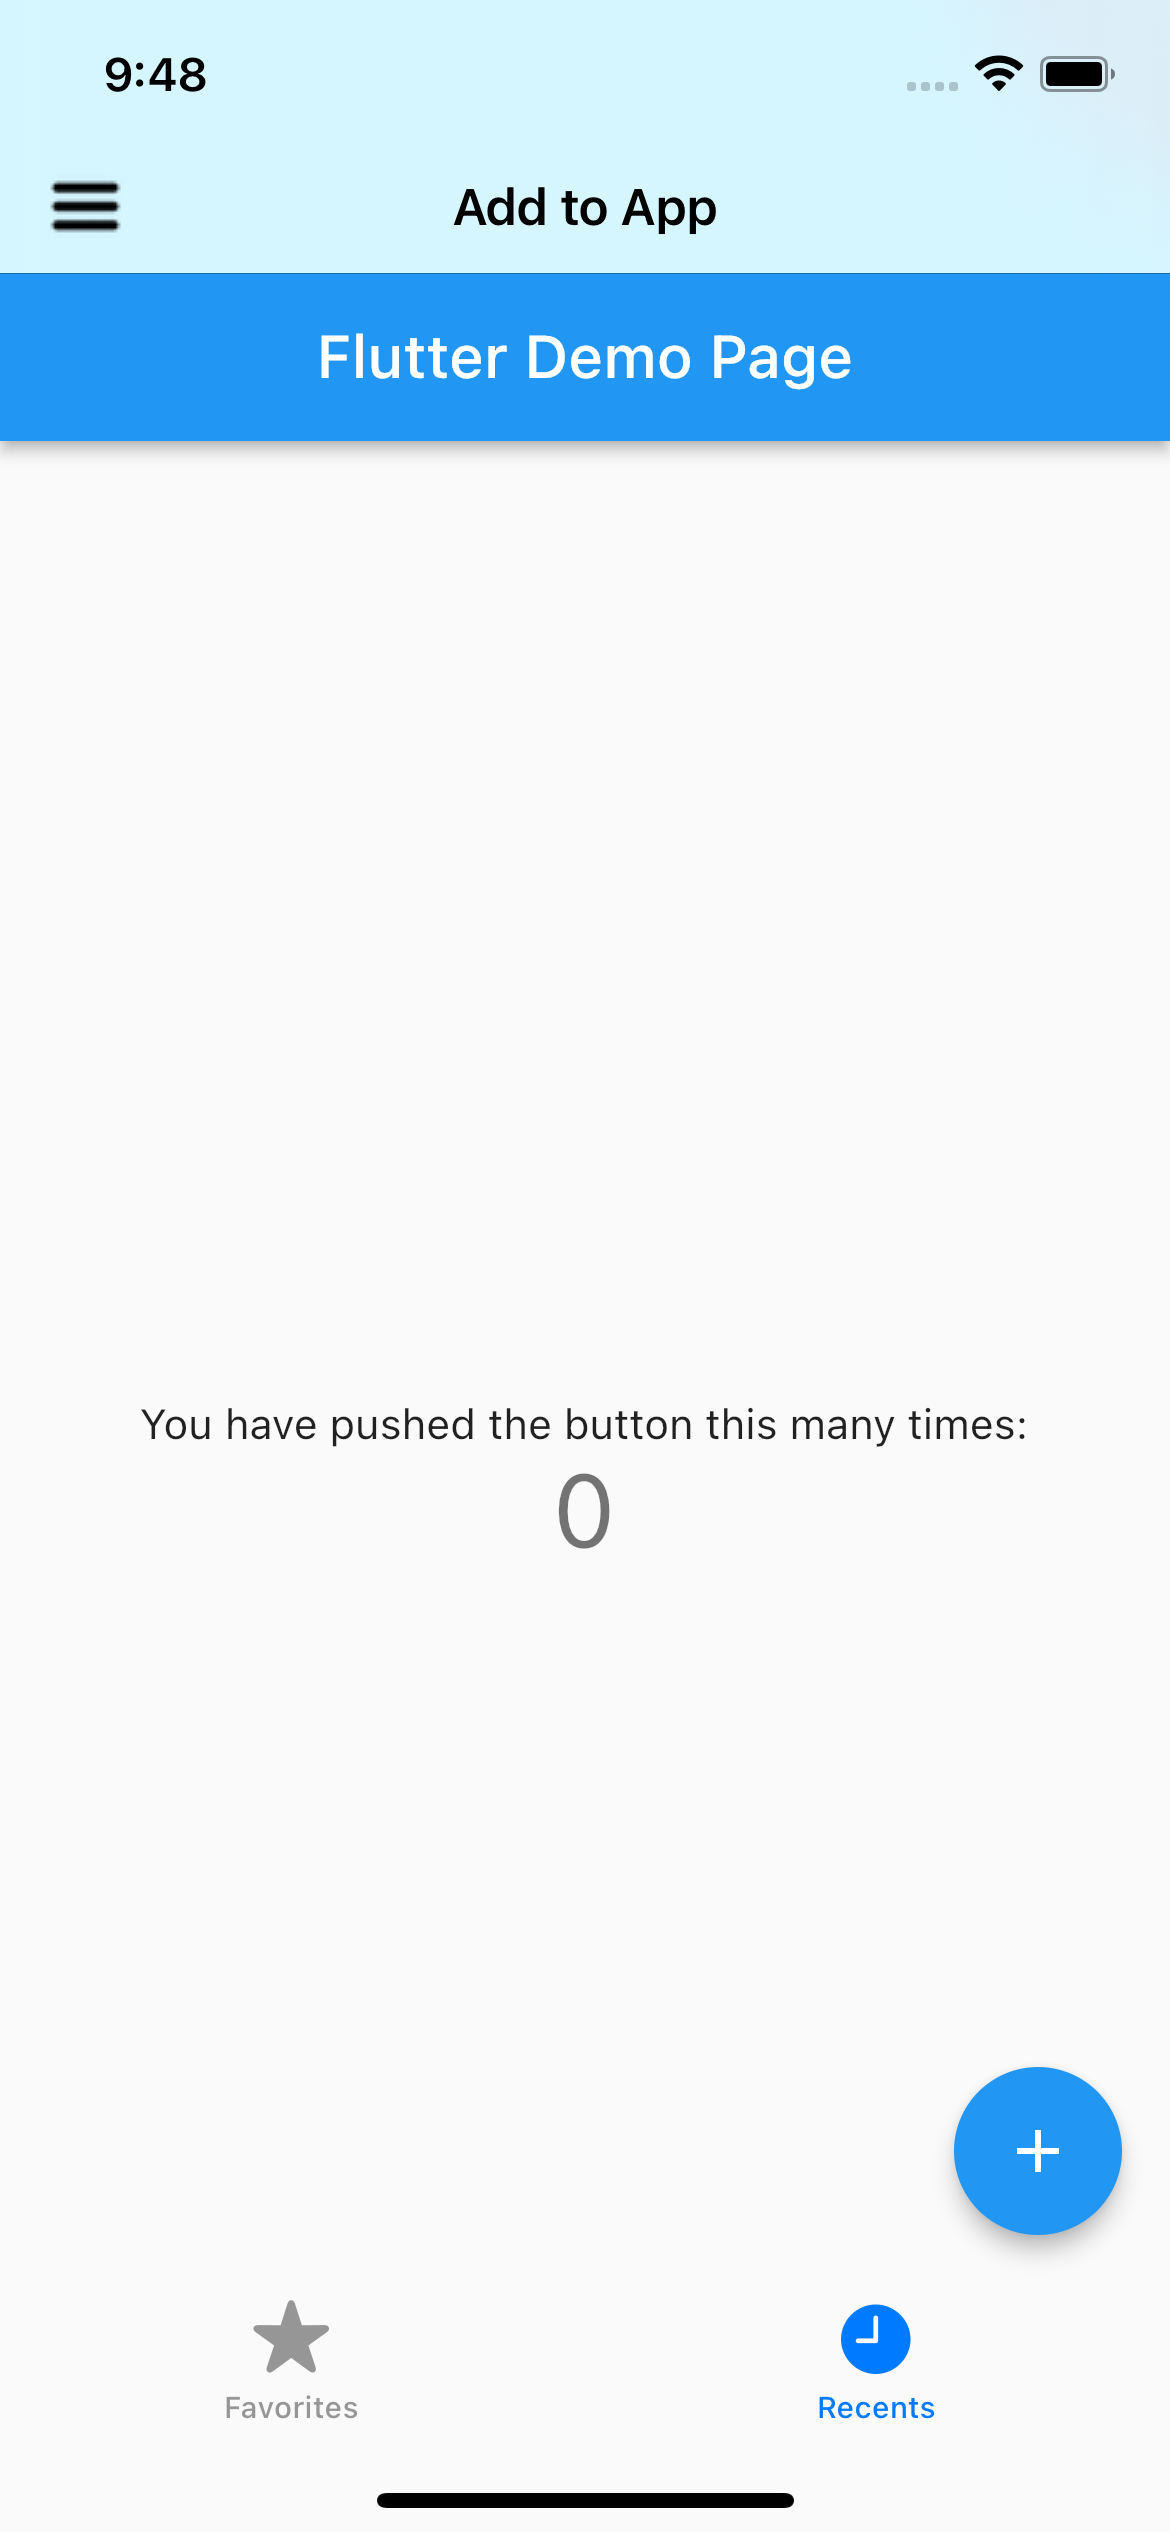 9:48
Add to App
Flutter Demo Page
You have pushed the button this many times:
0
Favorites
Recents